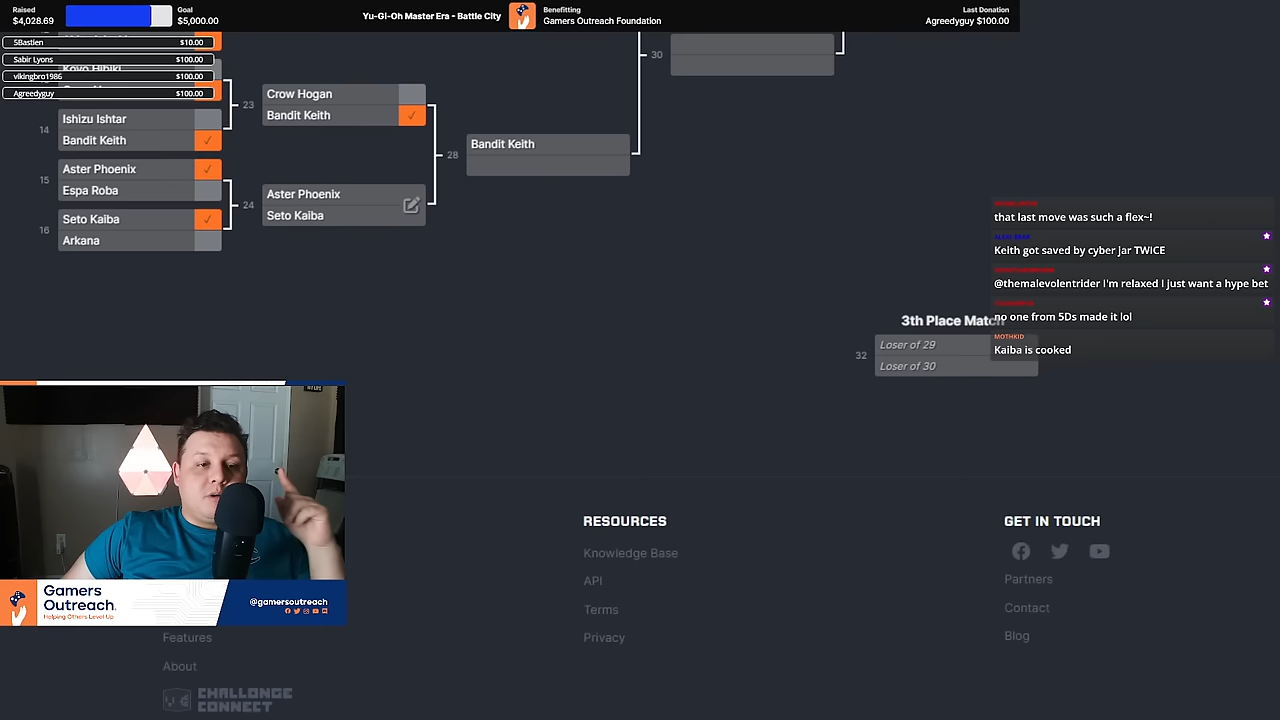 Raised
$4,028.69
Goal
$5,000.00
Yu-Gi-Oh Master Era - Battle City
Benefitting
Gamers Outreach Foundation
Last Donation
Agreedyguy $100.00
5Bastien $10.00
Sabir Lyons $100.00
vikingbro1986 $100.00
Agreedyguy $100.00
14
Ishizu Ishtar
Bandit Keith
15
Aster Phoenix
Espa Roba
16
Seto Kaiba
Arkana
23
Crow Hogan
Bandit Keith
24
Aster Phoenix
Seto Kaiba
28
Bandit Keith
30
3th Place Match
32
Loser of 29
Loser of 30
that last move was such a flex~!
Keith got saved by cyber jar TWICE
@themalevolentrider I'm relaxed I just want a hype bet
no one from 5Ds made it lol
MOTHKID
Kaiba is cooked
Gamers
Outreach.
Helping Others Level Up
@gamersoutreach
Features
About
CHALLONGE
CONNECT
RESOURCES
Knowledge Base
API
Terms
Privacy
GET IN TOUCH
Partners
Contact
Blog